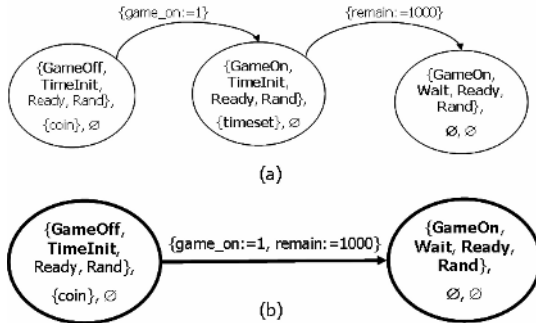 {game_on:=1}
{remain:=1000}
{GameOff,
TimeInit,
Ready, Rand},
{coin}, ∅
{GameOn,
TimeInit,
Ready, Rand},
{timeset}, ∅
{GameOn,
Wait, Ready,
Rand},
∅, ∅
(a)
{GameOff,
TimeInit,
Ready, Rand},
{coin}, ∅
{game_on:=1, remain:=1000}
{GameOn,
Wait, Ready,
Rand},
∅, ∅
(b)